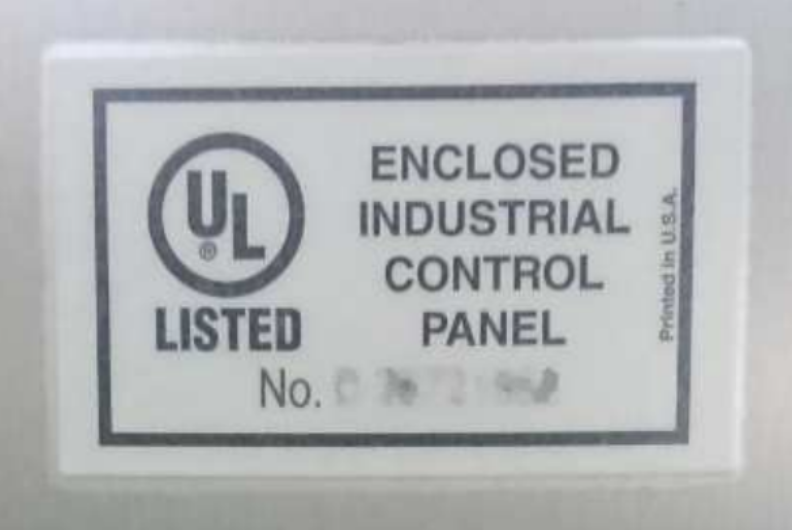 UL
®
LISTED
ENCLOSED
INDUSTRIAL
CONTROL
PANEL
No.
Printed in U.S.A.